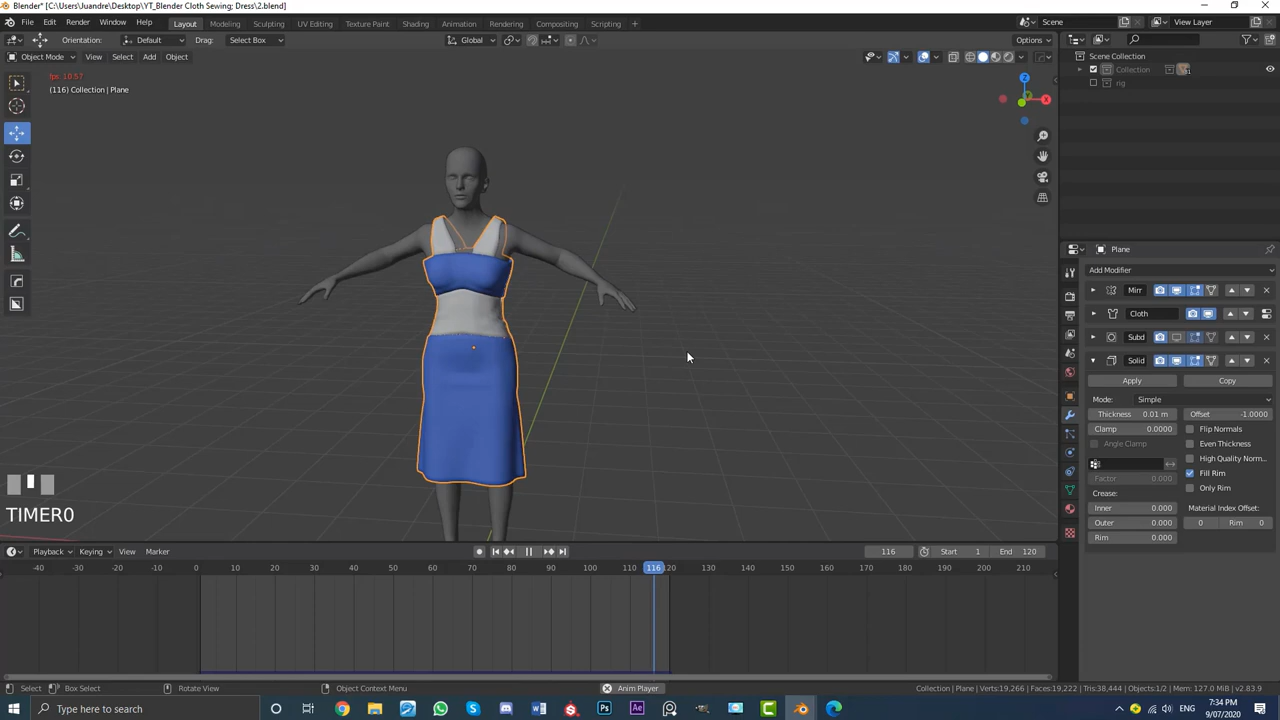 Blender* [C:\Users\Juandre\Desktop\YT_Blender Cloth Sewing; Dress\2.blend]
File Edit Render Window Help Layout Modeling Sculpting UV Editing Texture Paint Shading Animation Rendering Compositing Scripting Scene View Layer
Orientation: Default Drag: Select Box Global Options
Object Mode View Select Add Object
Scene Collection
Collection
rig
fps 10.57
(116) Collection | Plane
Z
X
Plane
Add Modifier
Mirr
Cloth
Subd
Solid
Apply Copy
Mode: Simple
Thickness 0.01 m Offset -1.0000
Clamp 0.0000 Flip Normals
Angle Clamp Even Thickness
High Quality Norm...
Factor 0.000 Fill Rim
Crease: Only Rim
Inner 0.000 Material Index Offset:
Outer 0.000 0 Rim 0
Rim 0.000
TIMER0
Playback Keying View Marker 116 Start 1 End 120
-40 -30 -20 -10 0 10 20 30 40 50 60 70 80 90 100 110 116 120 130 140 150 160 170 180 190 200 210
Select Box Select Rotate View Object Context Menu Anim Player Collection | Plane | Verts:19,266 | Faces:19,222 | Tris:38,444 | Objects:1/2 | Mem: 127.0 MiB | v2.83.9
Type here to search
ENG
7:34 PM
9/07/2020